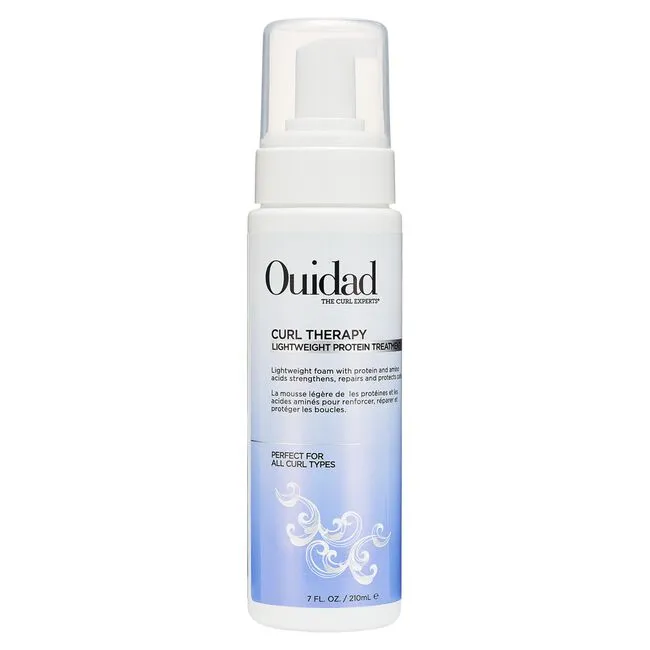 Ouidad
THE CURL EXPERTS®
CURL THERAPY
LIGHTWEIGHT PROTEIN TREATMENT
Lightweight foam with protein and amino
acids strengthens, repairs and protects curls.
La mousse légère de les protéines et les
acides aminés pour renforcer, réparer et
protéger les boucles.
PERFECT FOR
ALL CURL TYPES
7 FL. OZ. / 210mL ℮